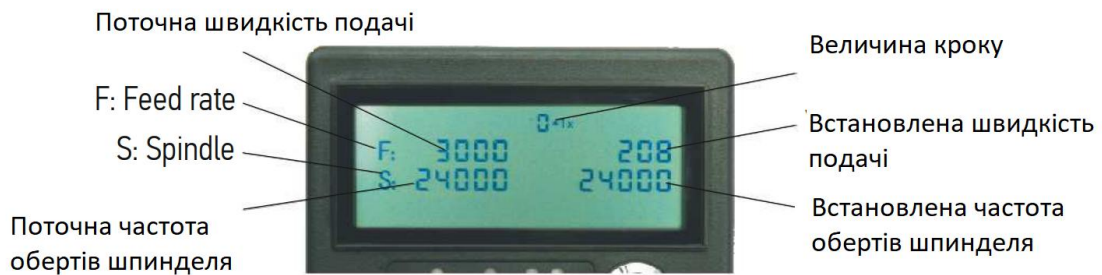 Поточна швидкість подачі
Величина кроку
F: Feed rate
S: Spindle
0 *1x
F: 3000 208
S: 24000 24000
Встановлена швидкість
подачі
Поточна частота
обертів шпинделя
Встановлена частота
обертів шпинделя